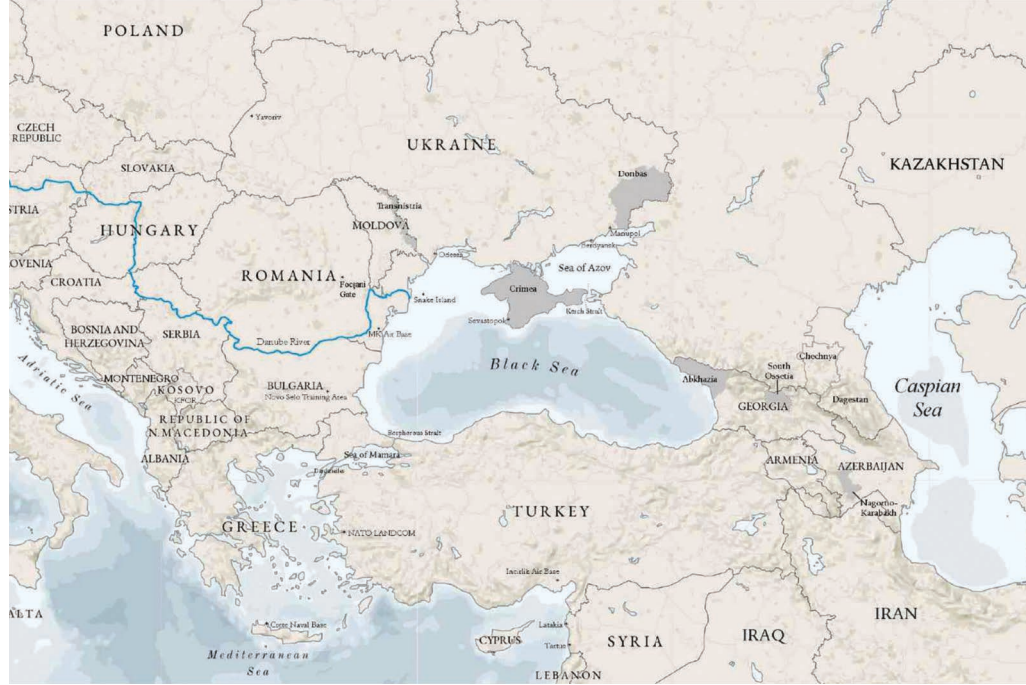 POLAND
Yavoriv
CZECH
REPUBLIC
UKRAINE
KAZAKHSTAN
SLOVAKIA
Donbas
STRIA
Transnistria
MOLDOVA
HUNGARY
Mariupol
Berdyansk
Odessa
OVENIA
Sea of Azov
ROMANIA
CROATIA
Focșani
Gate
Crimea
Snake Island
Kerch Strait
Sevastopol
BOSNIA AND
HERZEGOVINA
SERBIA
MK Air Base
Danube River
Black Sea
Chechnya
South
Ossetia
Adriatic Sea
MONTENEGRO
KOSOVO
KFOR
BULGARIA
Novo Selo Training Area
Abkhazia
Caspian
Sea
Dagestan
GEORGIA
REPUBLIC OF
N.MACEDONIA
Bosphorus Strait
ALBANIA
Sea of Mamara
ARMENIA
AZERBAIJAN
Dardanelles
Nagorno-
Karabakh
GREECE
TURKEY
NATO LANDCOM
Incirlik Air Base
ALTA
Crete Naval Base
Latakia
CYPRUS
Tartus
SYRIA
IRAQ
IRAN
Mediterranean
Sea
LEBANON